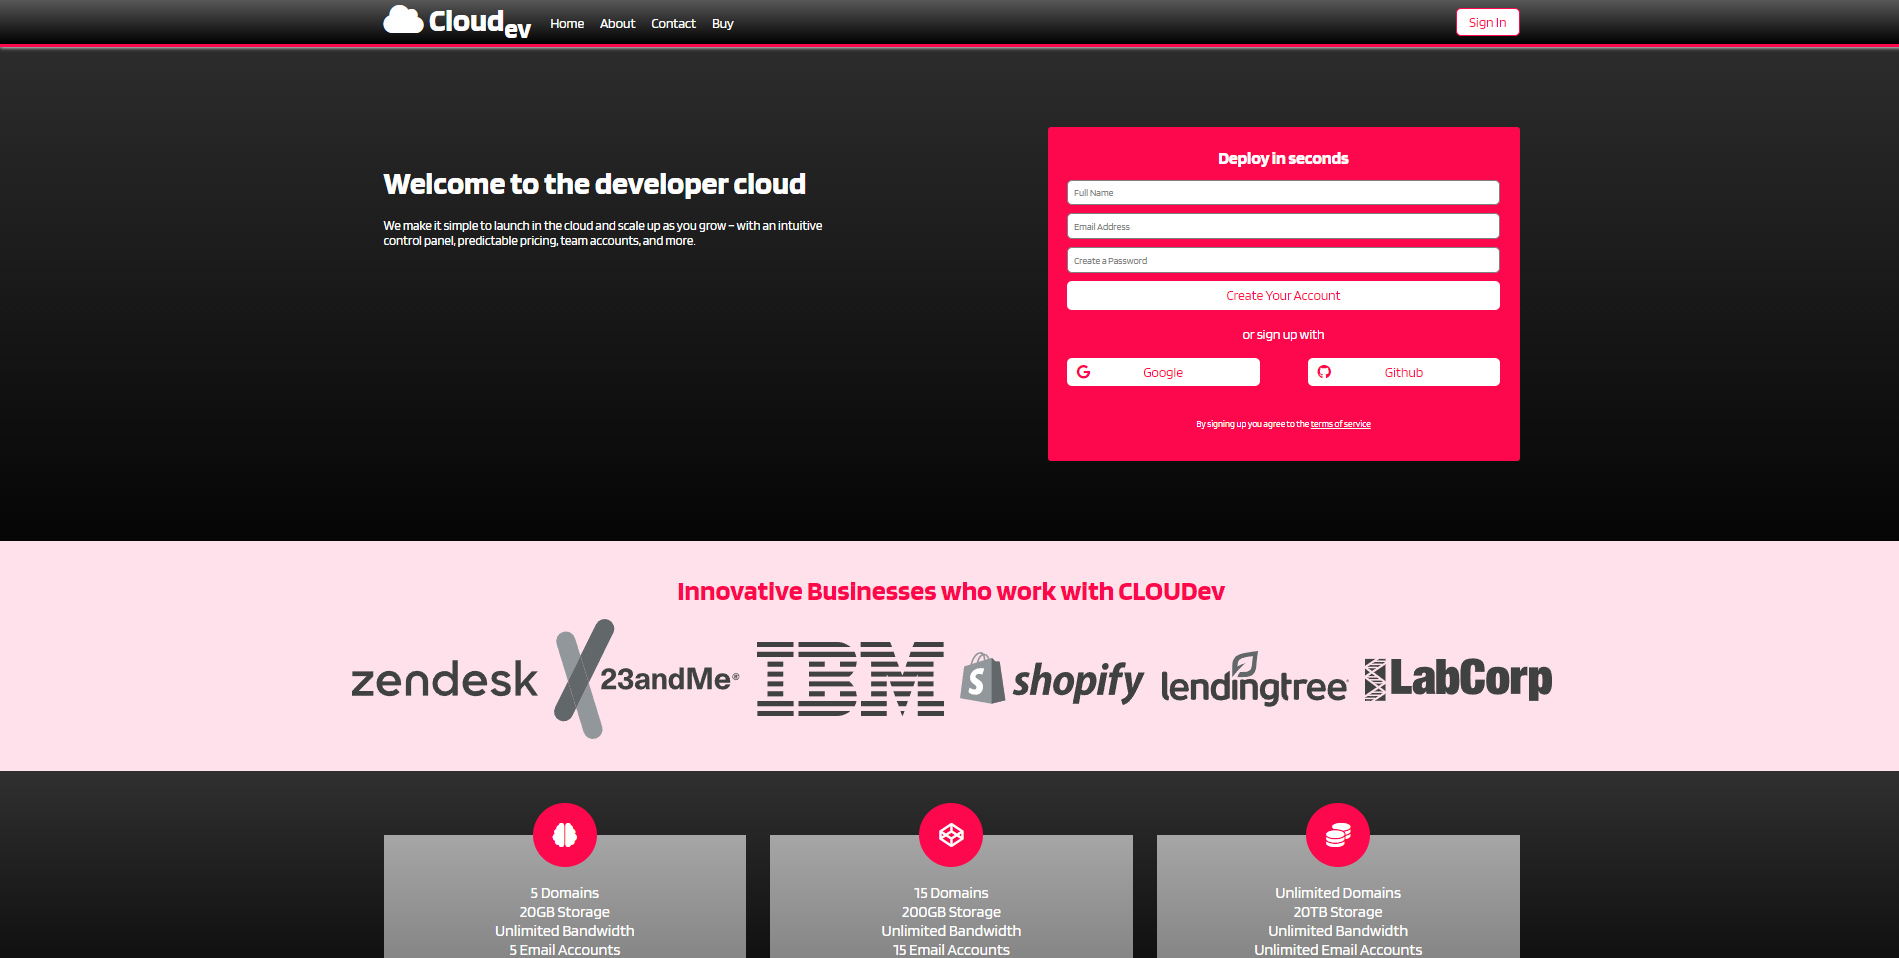 Cloudev Home About Contact Buy Sign In
Welcome to the developer cloud
We make it simple to launch in the cloud and scale up as you grow – with an intuitive
control panel, predictable pricing, team accounts, and more.
Deploy in seconds
Full Name
Email Address
Create a Password
Create Your Account
or sign up with
Google Github
By signing up you agree to the terms of service
Innovative Businesses who work with CLOUDev
zendesk 23andMe® IBM shopify lendingtree LabCorp
5 Domains
20GB Storage
Unlimited Bandwidth
5 Email Accounts
15 Domains
200GB Storage
Unlimited Bandwidth
15 Email Accounts
Unlimited Domains
20TB Storage
Unlimited Bandwidth
Unlimited Email Accounts